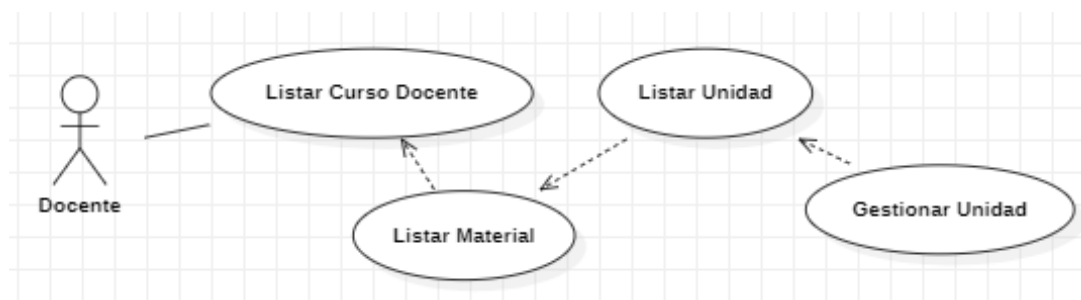 Listar Curso Docente
Listar Unidad
Docente
Listar Material
Gestionar Unidad